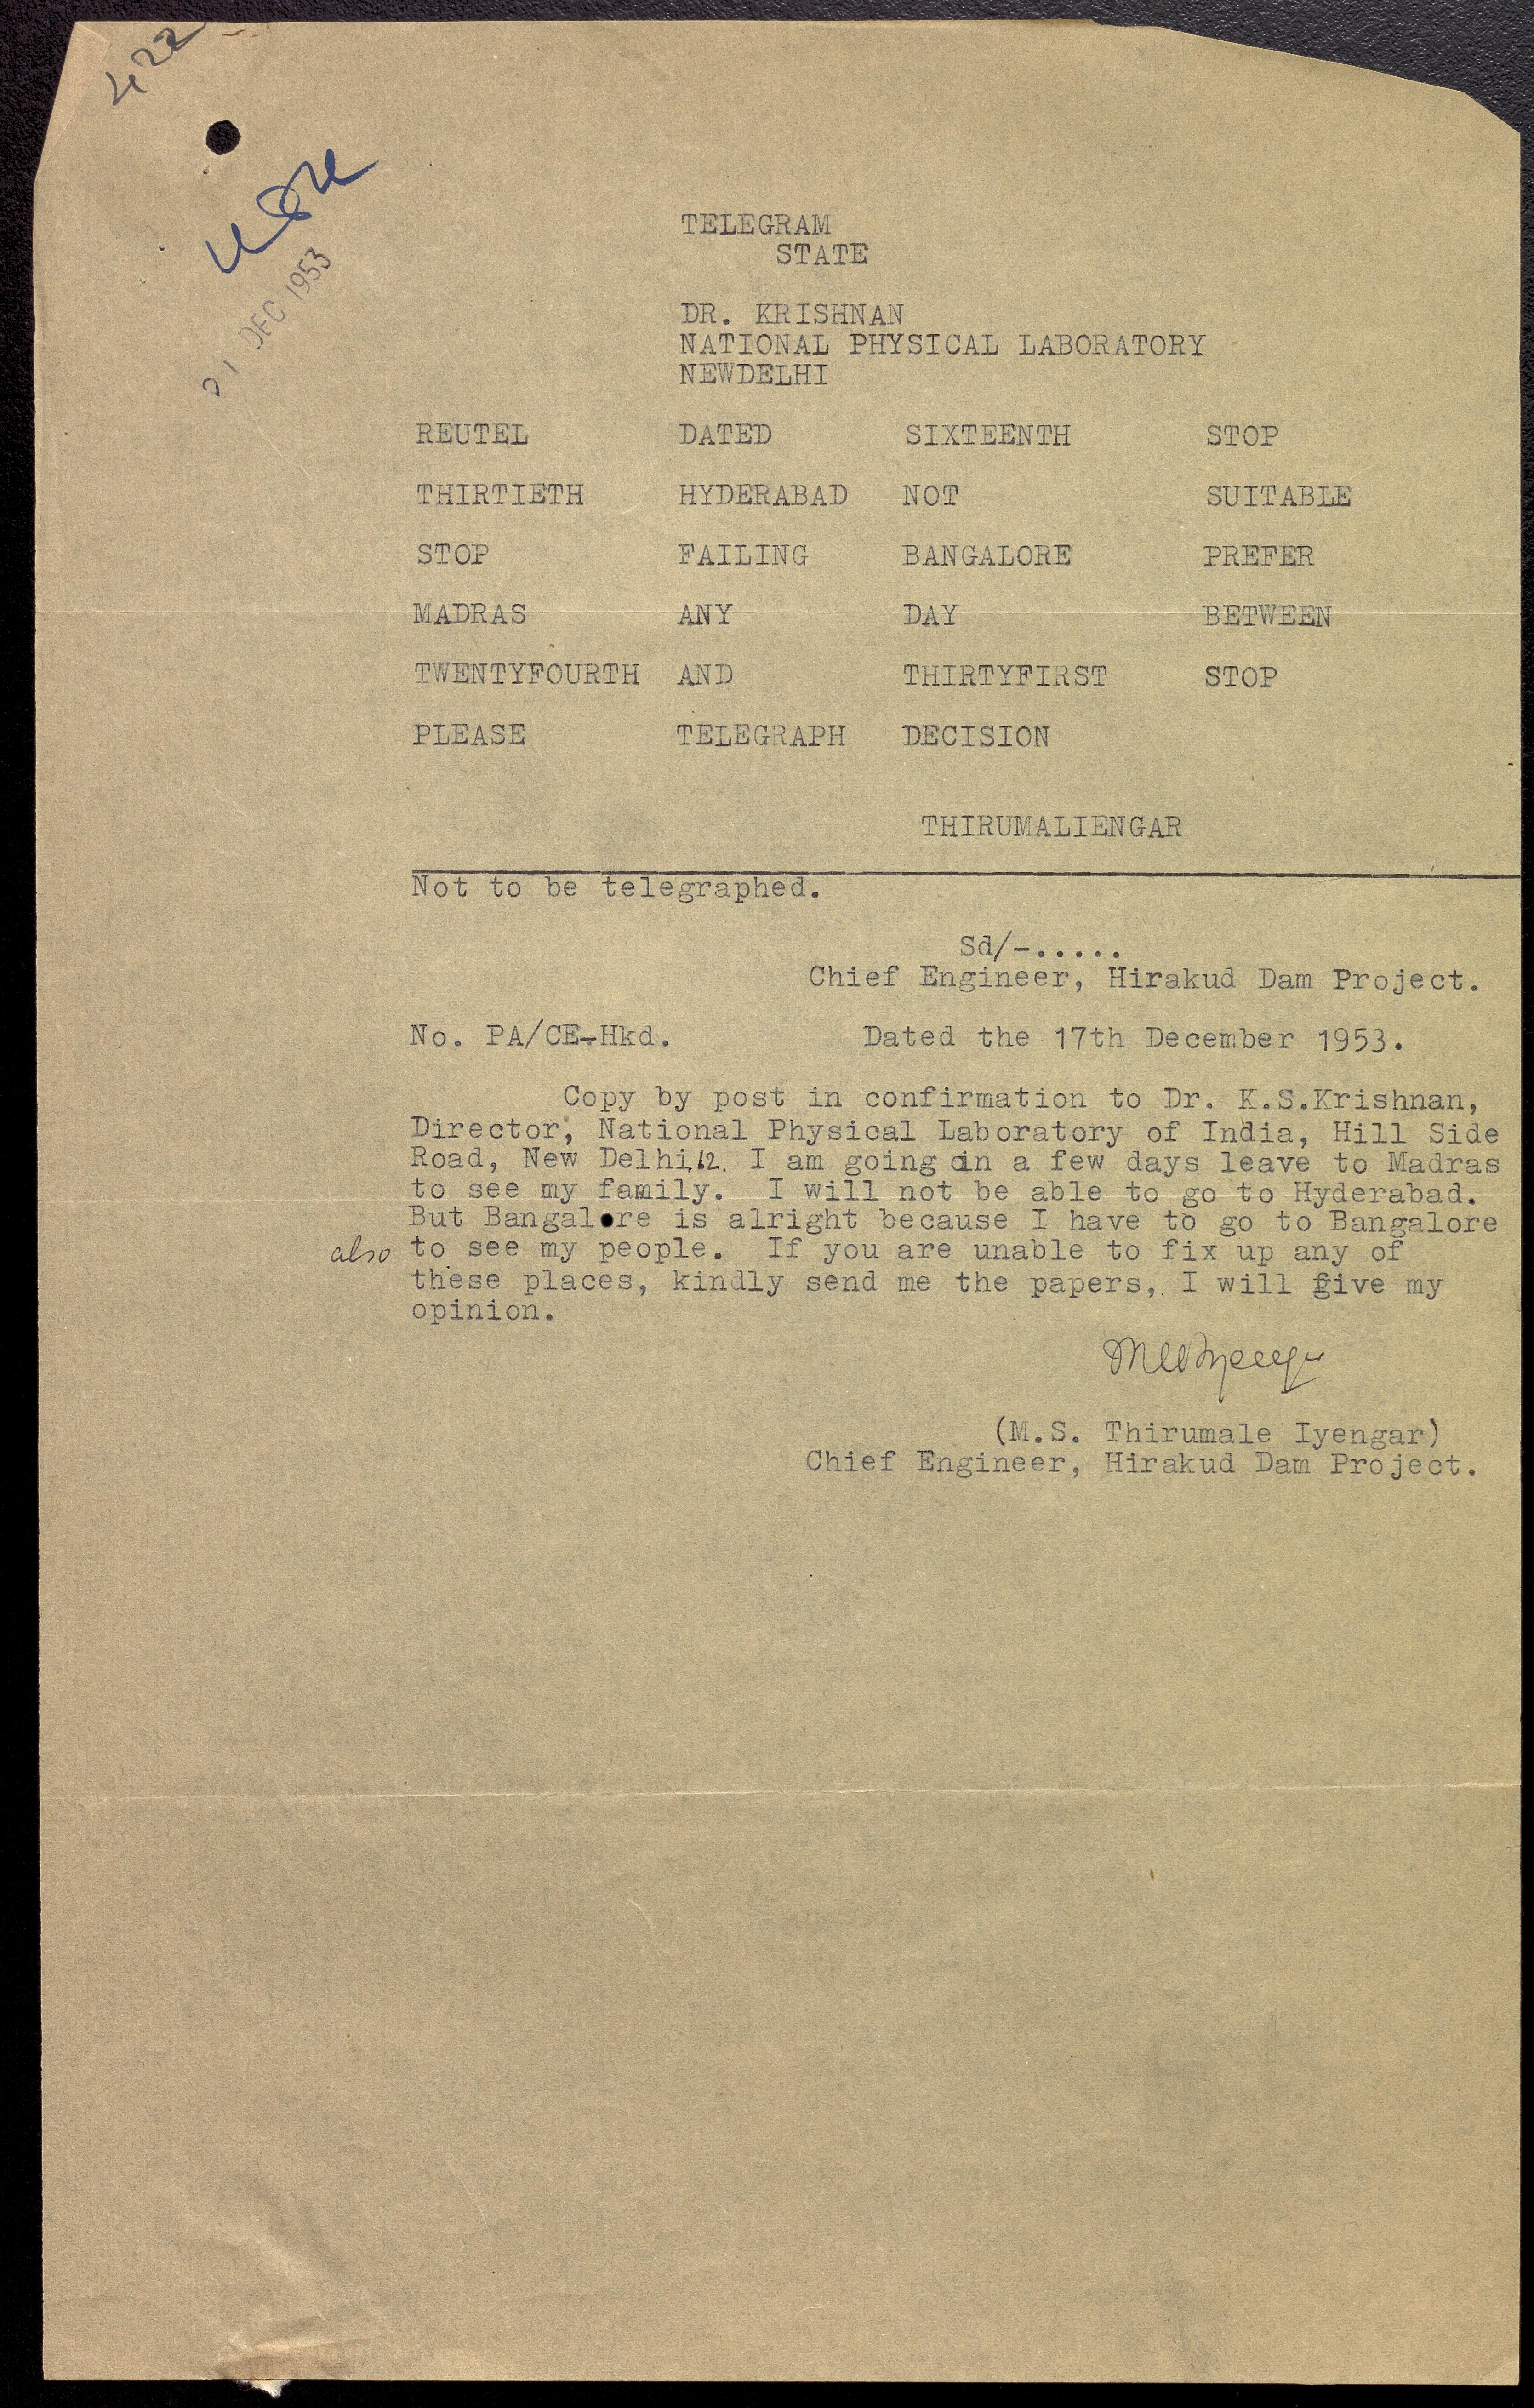 422
DEC 1953
TELEGRAM
STATE
DR. KRISHNAN
NATIONAL PHYSICAL LABORATORY
NEWDELHI
REUTEL DATED SIXTEENTH STOP
THIRTIETH HYDERABAD NOT SUITABLE
STOP FAILING BANGALORE PREFER
MADRAS ANY DAY BETWEEN
TWENTYFOURTH AND THIRTYFIRST STOP
PLEASE TELEGRAPH DECISION
THIRUMALIENGAR
Not to be telegraphed.
Sd/-.....
Chief Engineer, Hirakud Dam Project.
No. PA/CE-Hkd. Dated the 17th December 1953.
Copy by post in confirmation to Dr. K.S.Krishnan,
Director, National Physical Laboratory of India, Hill Side
Road, New Delhi,12. I am going on a few days leave to Madras
to see my family. I will not be able to go to Hyderabad.
But Bangalore is alright because I have to go to Bangalore
also to see my people. If you are unable to fix up any of
these places, kindly send me the papers, I will give my
opinion.
(M.S. Thirumale Iyengar)
Chief Engineer, Hirakud Dam Project.